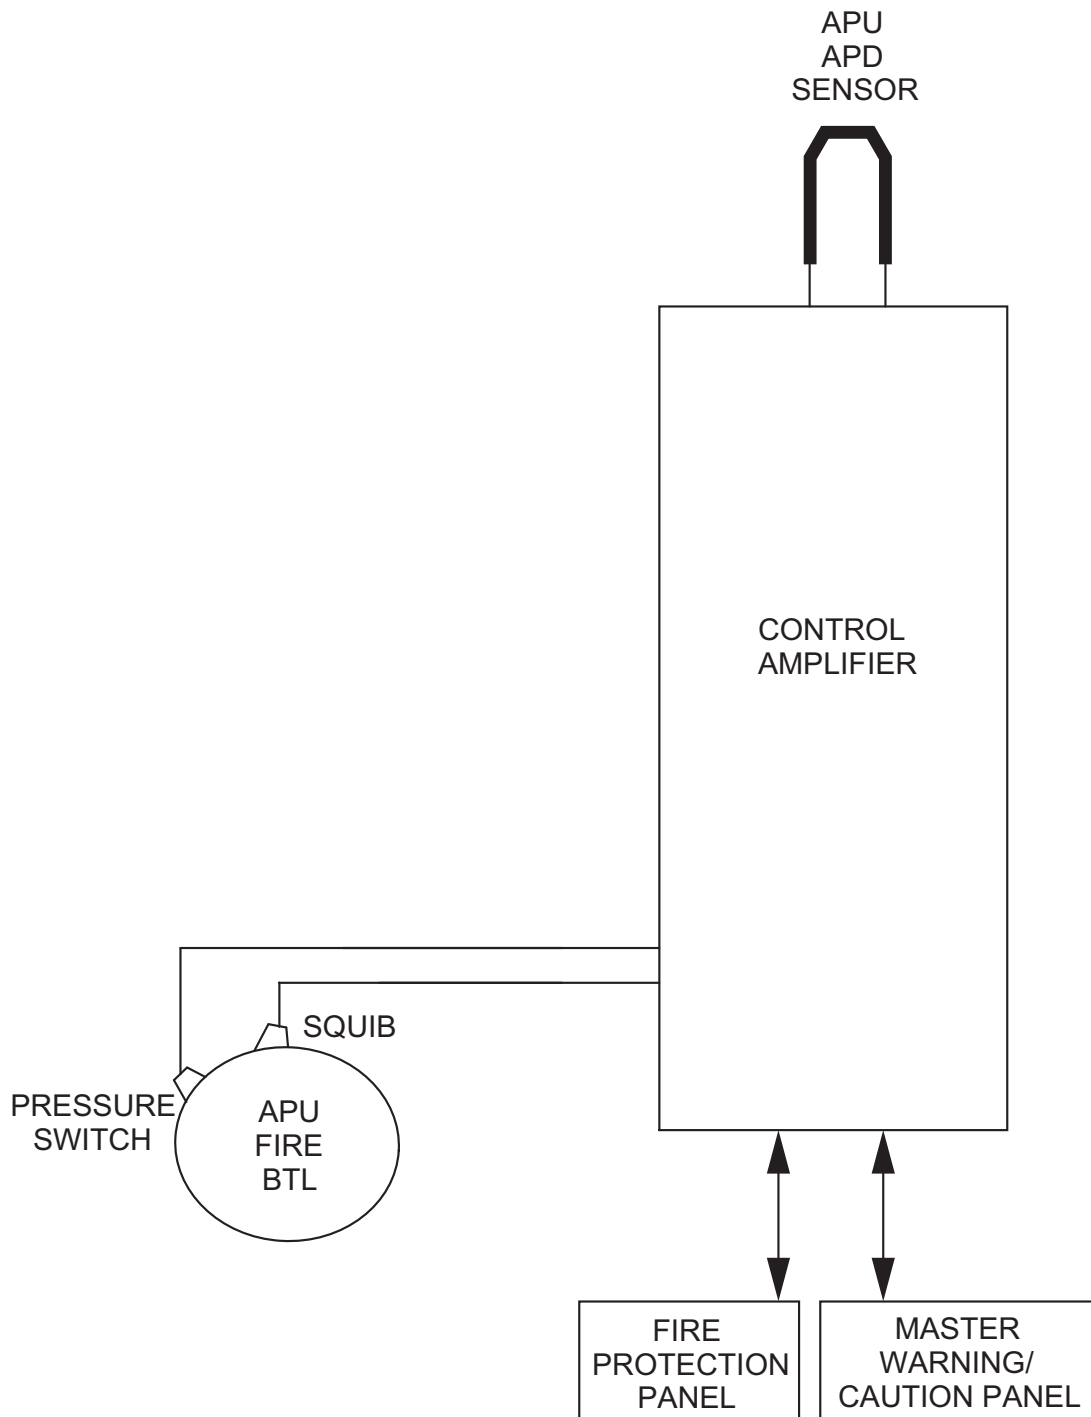 APU
APD
SENSOR
CONTROL
AMPLIFIER
SQUIB
PRESSURE
SWITCH
APU
FIRE
BTL
FIRE
PROTECTION
PANEL
MASTER
WARNING/
CAUTION PANEL